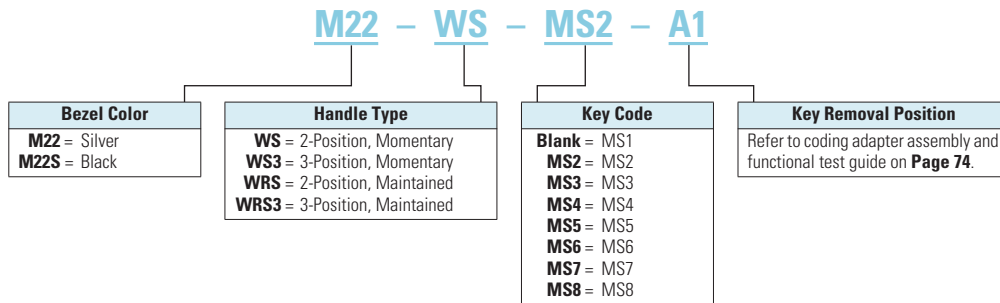 M22 – WS – MS2 – A1
Bezel Color
M22 = Silver
M22S = Black
Handle Type
WS = 2-Position, Momentary
WS3 = 3-Position, Momentary
WRS = 2-Position, Maintained
WRS3 = 3-Position, Maintained
Key Code
Blank = MS1
MS2 = MS2
MS3 = MS3
MS4 = MS4
MS5 = MS5
MS6 = MS6
MS7 = MS7
MS8 = MS8
Key Removal Position
Refer to coding adapter assembly and
functional test guide on Page 74.